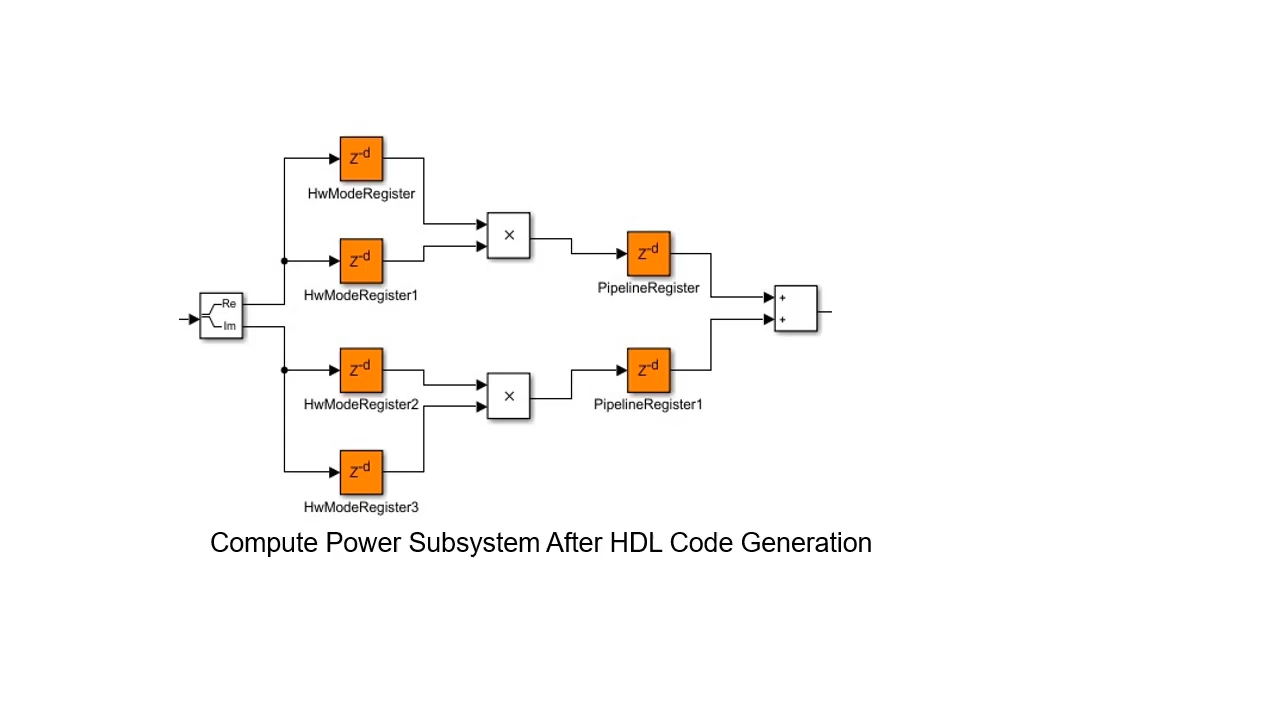 Z-d
HwModeRegister
×
Z-d
HwModeRegister1
Z-d
PipelineRegister
Re
Im
+
+
Z-d
HwModeRegister2
×
Z-d
PipelineRegister1
Z-d
HwModeRegister3
Compute Power Subsystem After HDL Code Generation